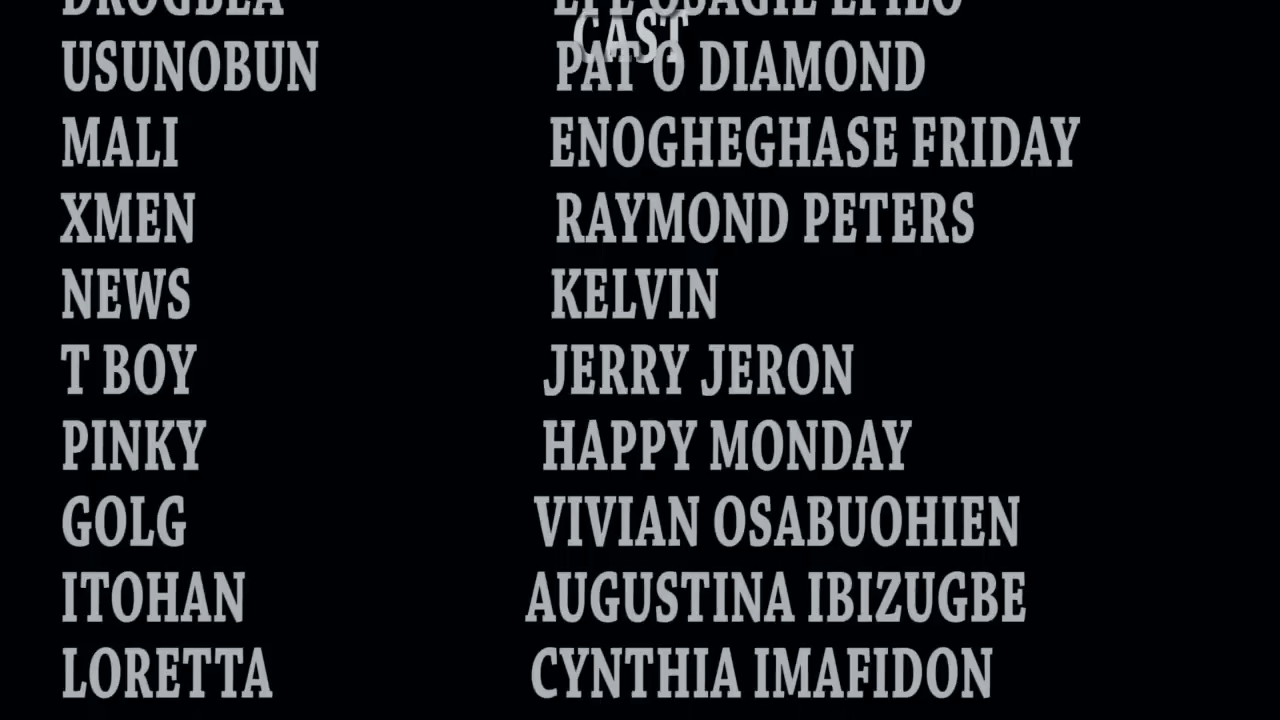 CAST
USUNOBUN PAT O DIAMOND
MALI ENOGHEGHASE FRIDAY
XMEN RAYMOND PETERS
NEWS KELVIN
T BOY JERRY JERON
PINKY HAPPY MONDAY
GOLG VIVIAN OSABUOHIEN
ITOHAN AUGUSTINA IBIZUGBE
LORETTA CYNTHIA IMAFIDON